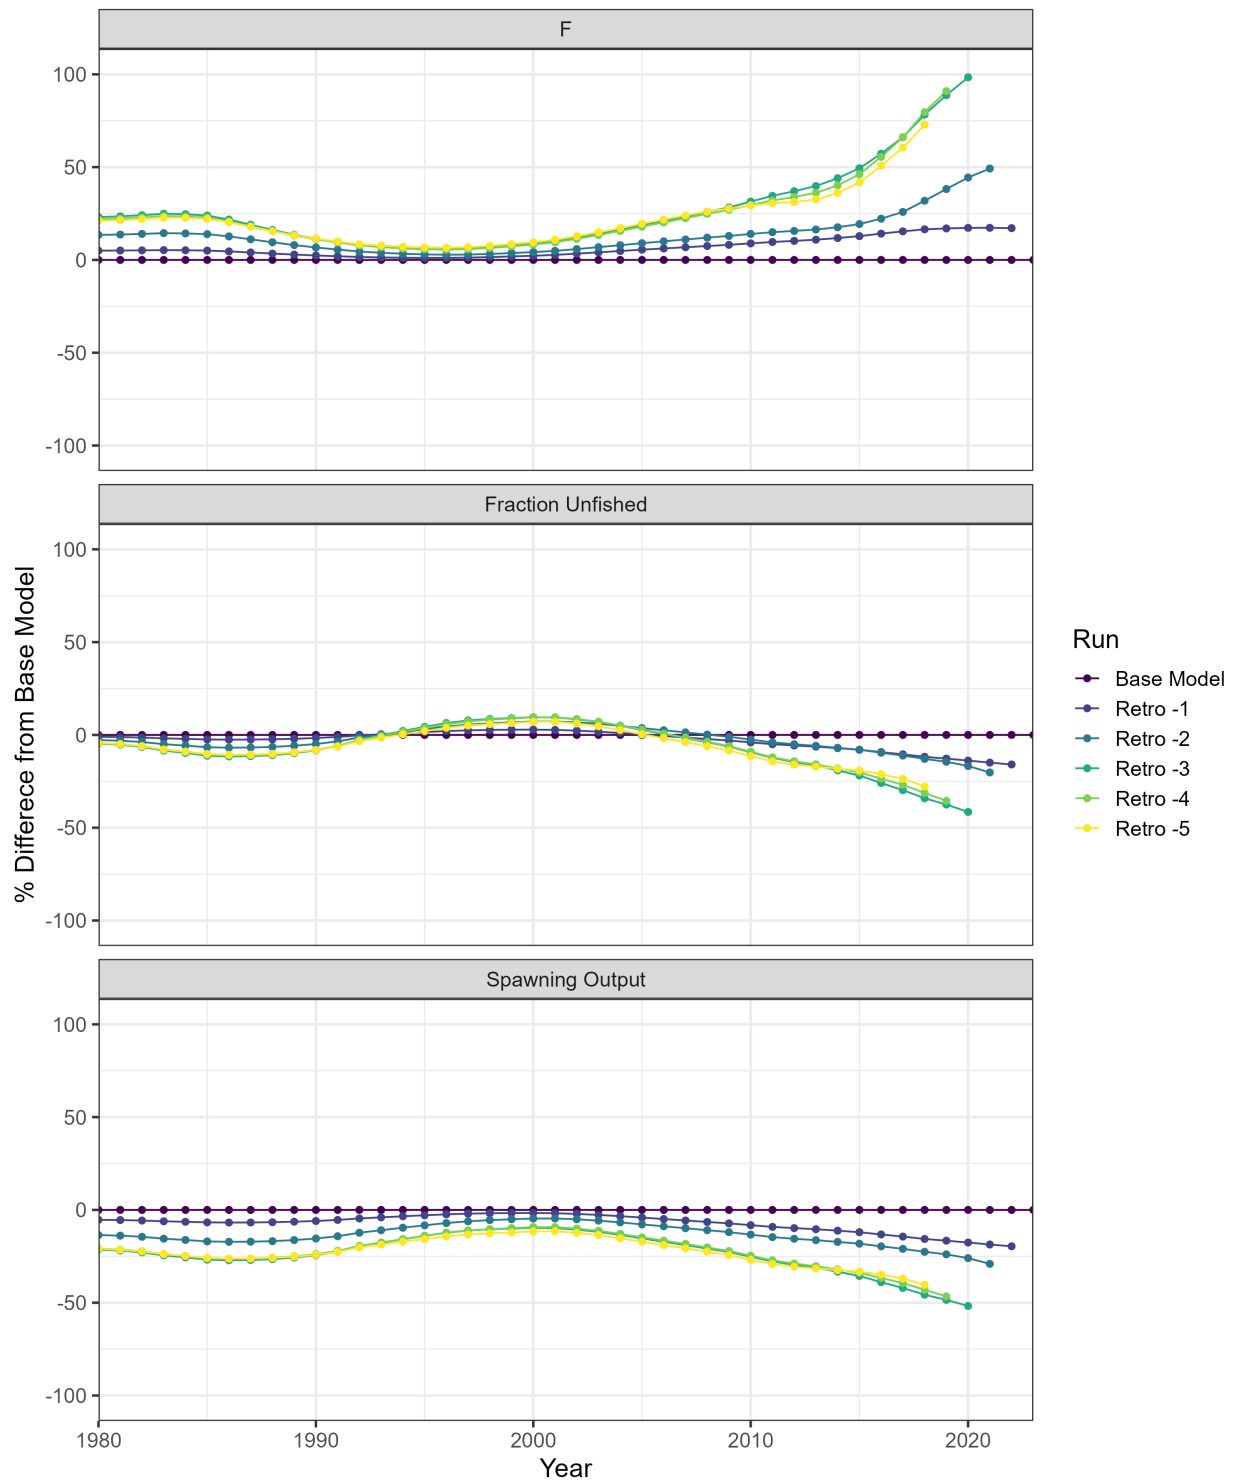 F
100
50
0
-50
-100
Fraction Unfished
100
50
0
-50
-100
Spawning Output
100
50
0
-50
-100
1980
1990
2000
2010
2020
Year
% Differece from Base Model
Run
Base Model
Retro -1
Retro -2
Retro -3
Retro -4
Retro -5